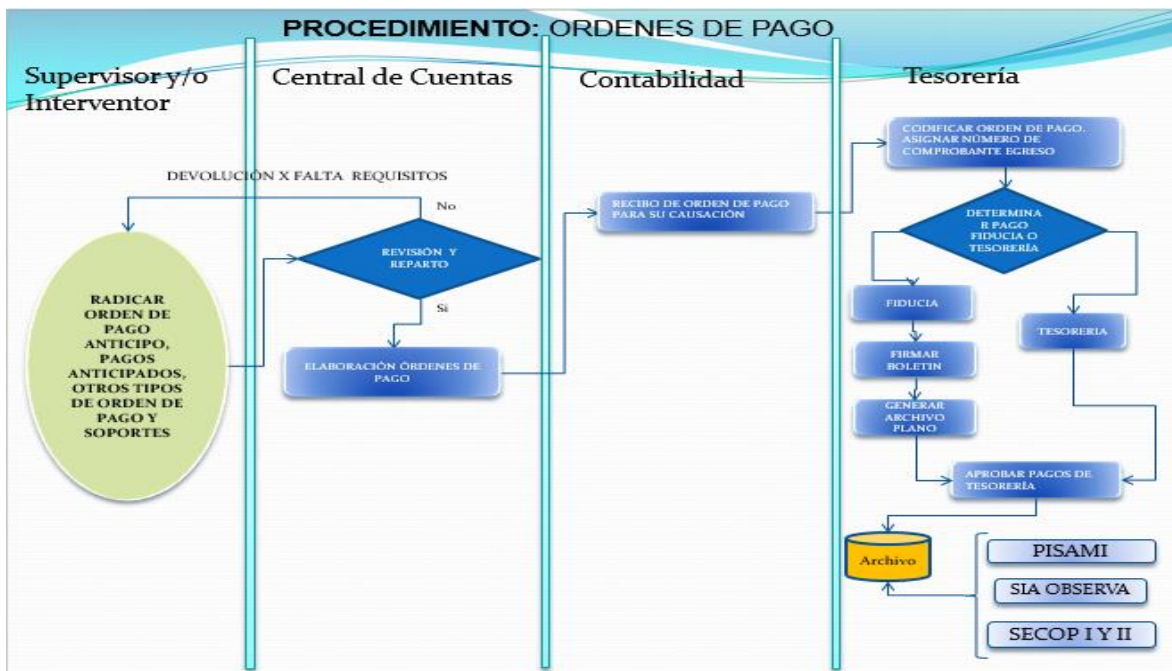 PROCEDIMIENTO: ORDENES DE PAGO
Supervisor y/o
Interventor
Central de Cuentas
Contabilidad
Tesorería
DEVOLUCIÓN X FALTA REQUISITOS
No
RADICAR
ORDEN DE
PAGO
ANTICIPO,
PAGOS
ANTICIPADOS,
OTROS TIPOS
DE ORDEN DE
PAGO Y
SOPORTES
REVISIÓN Y
REPARTO
Si
ELABORACIÓN ÓRDENES DE
PAGO
RECIBO DE ORDEN DE PAGO
PARA SU CAUSACIÓN
CODIFICAR ORDEN DE PAGO.
ASIGNAR NÚMERO DE
COMPROBANTE EGRESO
DETERMINA
R PAGO
FIDUCIA O
TESORERÍA
FIDUCIA
TESORERIA
FIRMAR
BOLETIN
GENERAR
ARCHIVO
PLANO
APROBAR PAGOS DE
TESORERÍA
Archivo
PISAMI
SIA OBSERVA
SECOP I Y II